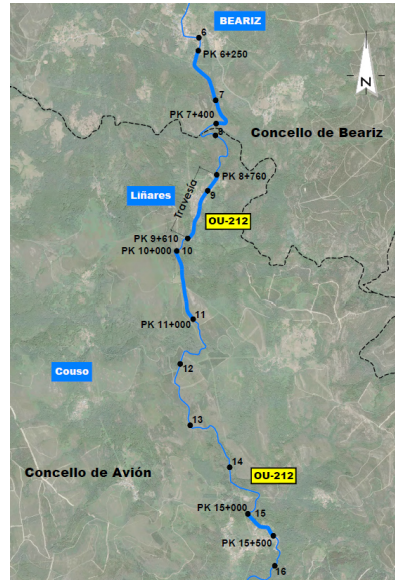 BEARIZ
6
PK 6+250
7
PK 7+400
8
Concello de Beariz
N
PK 8+760
Travesía
Liñares
9
OU-212
PK 9+610
PK 10+000
10
11
PK 11+000
12
Couso
13
14
Concello de Avión
OU-212
PK 15+000
15
PK 15+500
16